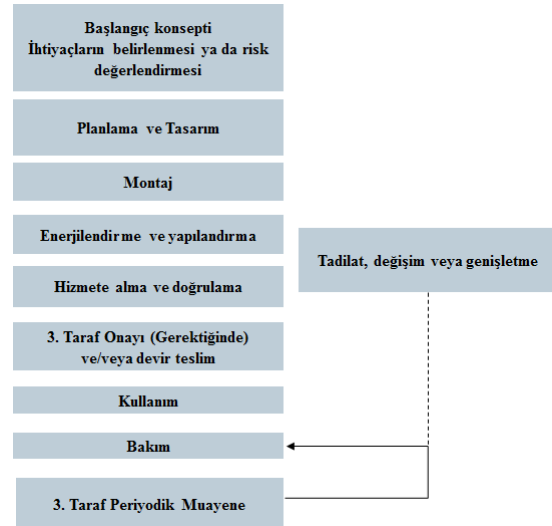 Başlangıç konsepti
İhtiyaçların belirlenmesi ya da risk
değerlendirmesi
Planlama ve Tasarım
Montaj
Enerjilendirme ve yapılandırma
Hizmete alma ve doğrulama
3. Taraf Onayı (Gerektiğinde)
ve/veya devir teslim
Kullanım
Bakım
3. Taraf Periyodik Muayene
Tadilat, değişim veya genişletme